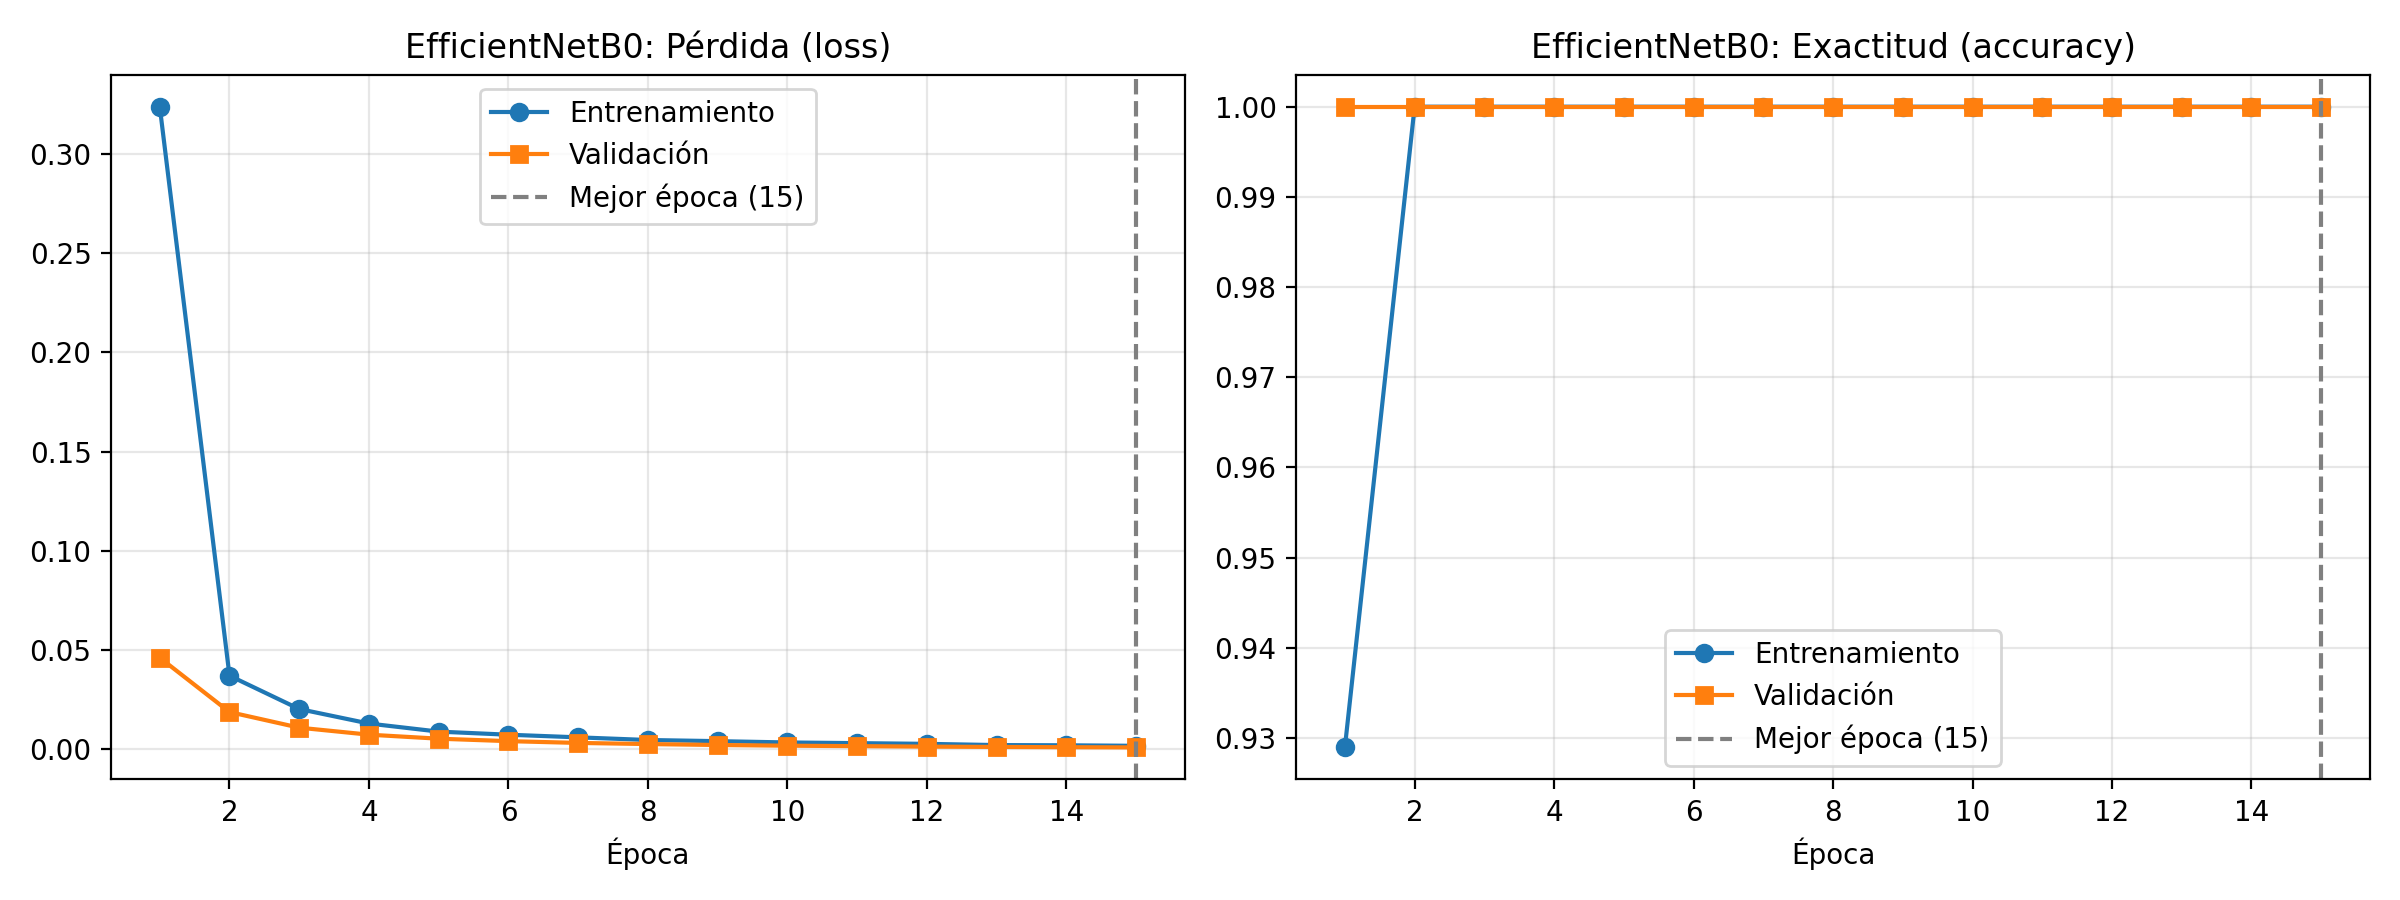 EfficientNetB0: Pérdida (loss)
Entrenamiento
Validación
Mejor época (15)
0.30
0.25
0.20
0.15
0.10
0.05
0.00
2 4 6 8 10 12 14
Época
EfficientNetB0: Exactitud (accuracy)
1.00
0.99
0.98
0.97
0.96
0.95
0.94
0.93
Entrenamiento
Validación
Mejor época (15)
2 4 6 8 10 12 14
Época